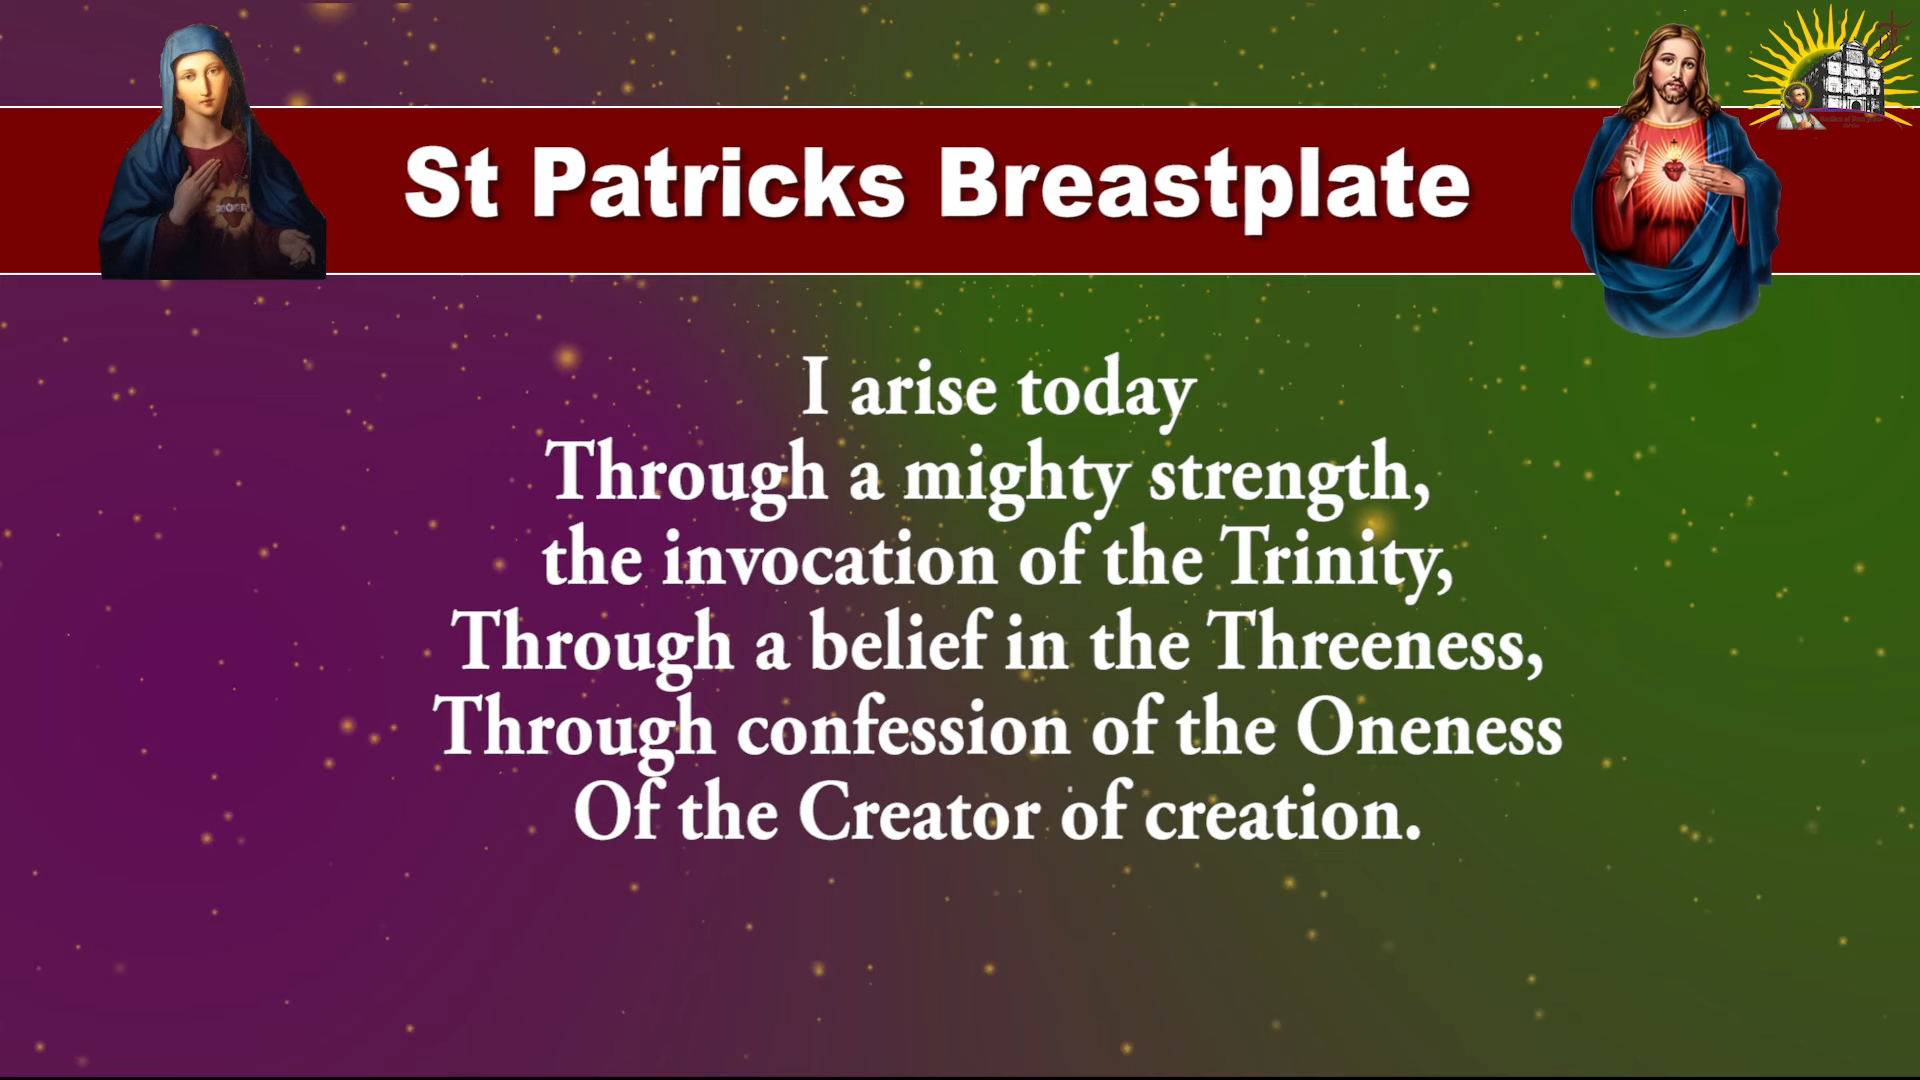 St Patricks Breastplate
I arise today
Through a mighty strength,
the invocation of the Trinity,
Through a belief in the Threeness,
Through confession of the Oneness
Of the Creator of creation.